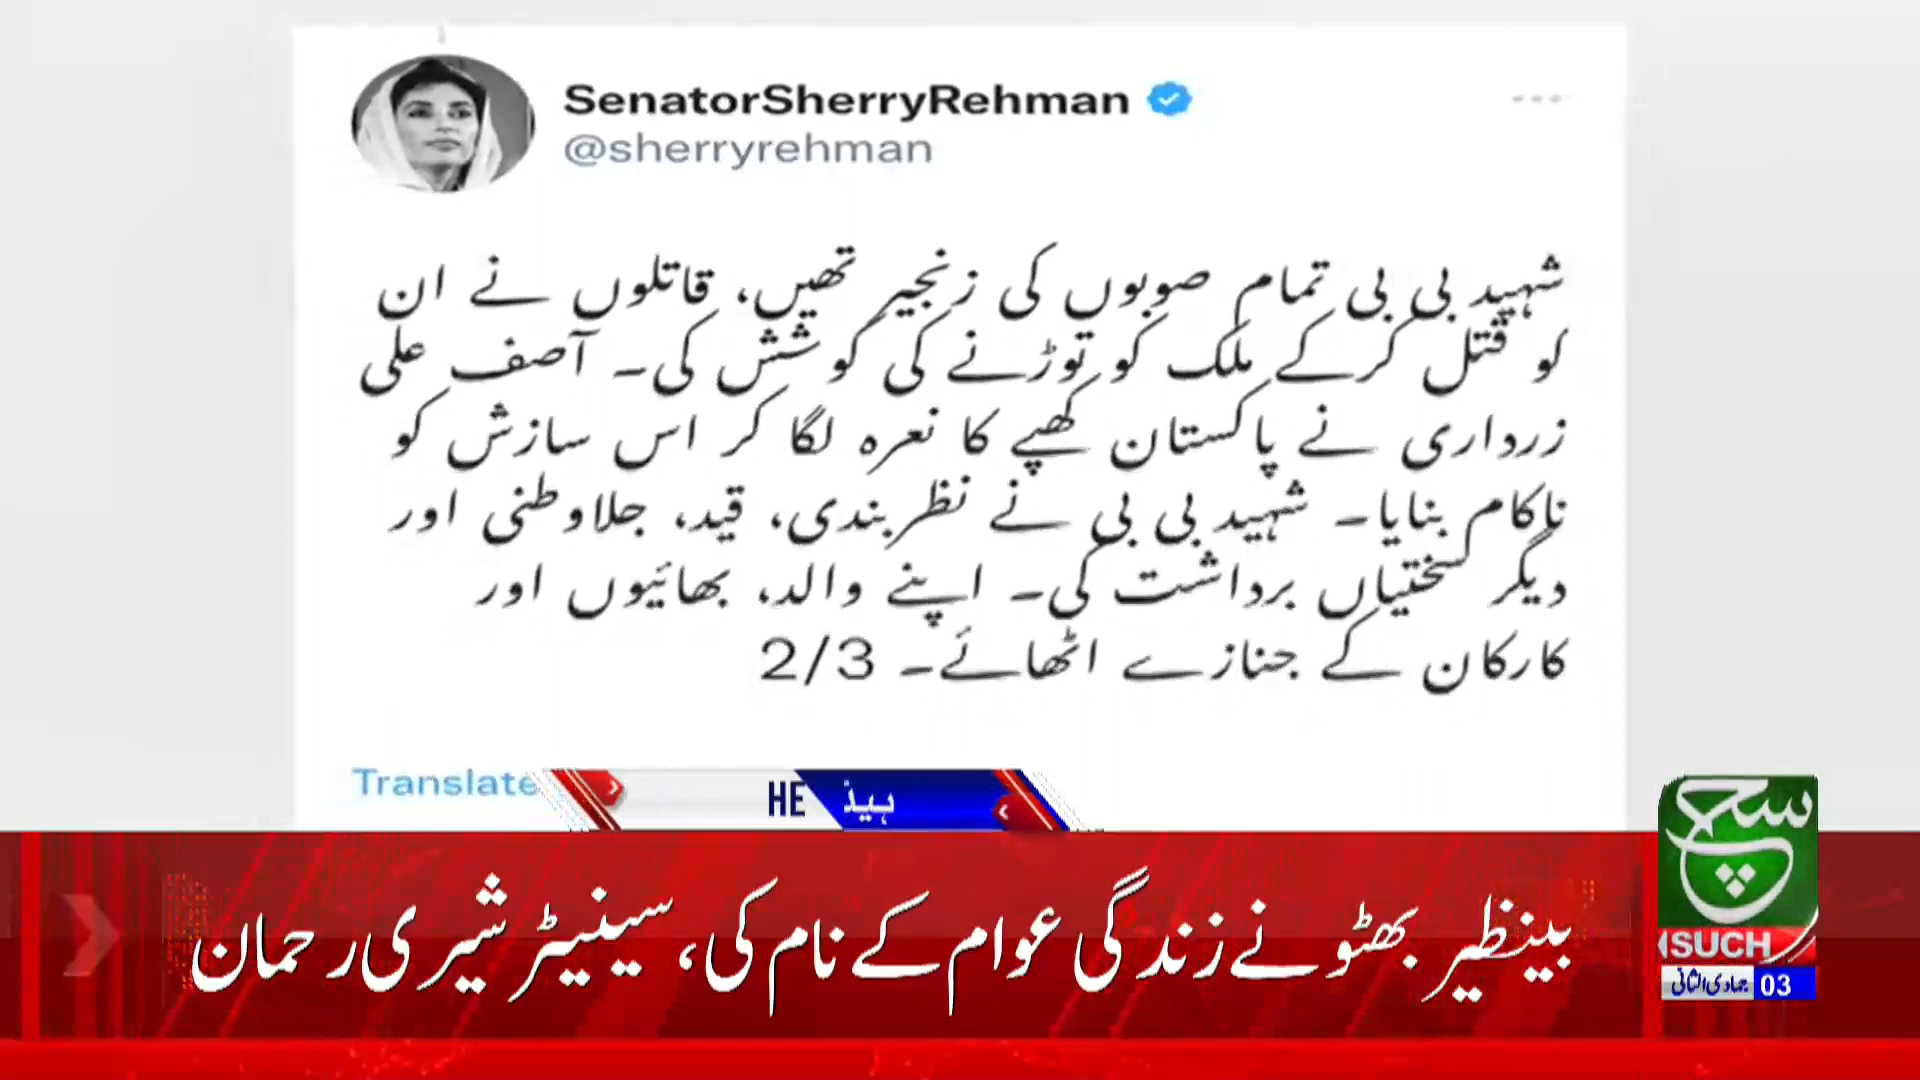 SenatorSherryRehman
@sherryrehman
شہید بی بی تمام صوبوں کی زنجیر تھیں، قاتلوں نے ان
کو قتل کرکے ملک کو توڑنے کی کوشش کی۔ آصف علی
زرداری نے پاکستان کھپے کا نعرہ لگا کر اس سازش کو
ناکام بنایا۔ شہید بی بی نے نظربندی، قید، جلاوطنی اور
دیگر سختیاں برداشت کی۔ اپنے والد، بھائیوں اور
کارکان کے جنازے اٹھائے۔ 2/3
Translate
HE ہیڈ
سچ
بینظیر بھٹو نے زندگی عوام کے نام کی، سینیٹر شیری رحمان
SUCH
03 جمادی الثانی